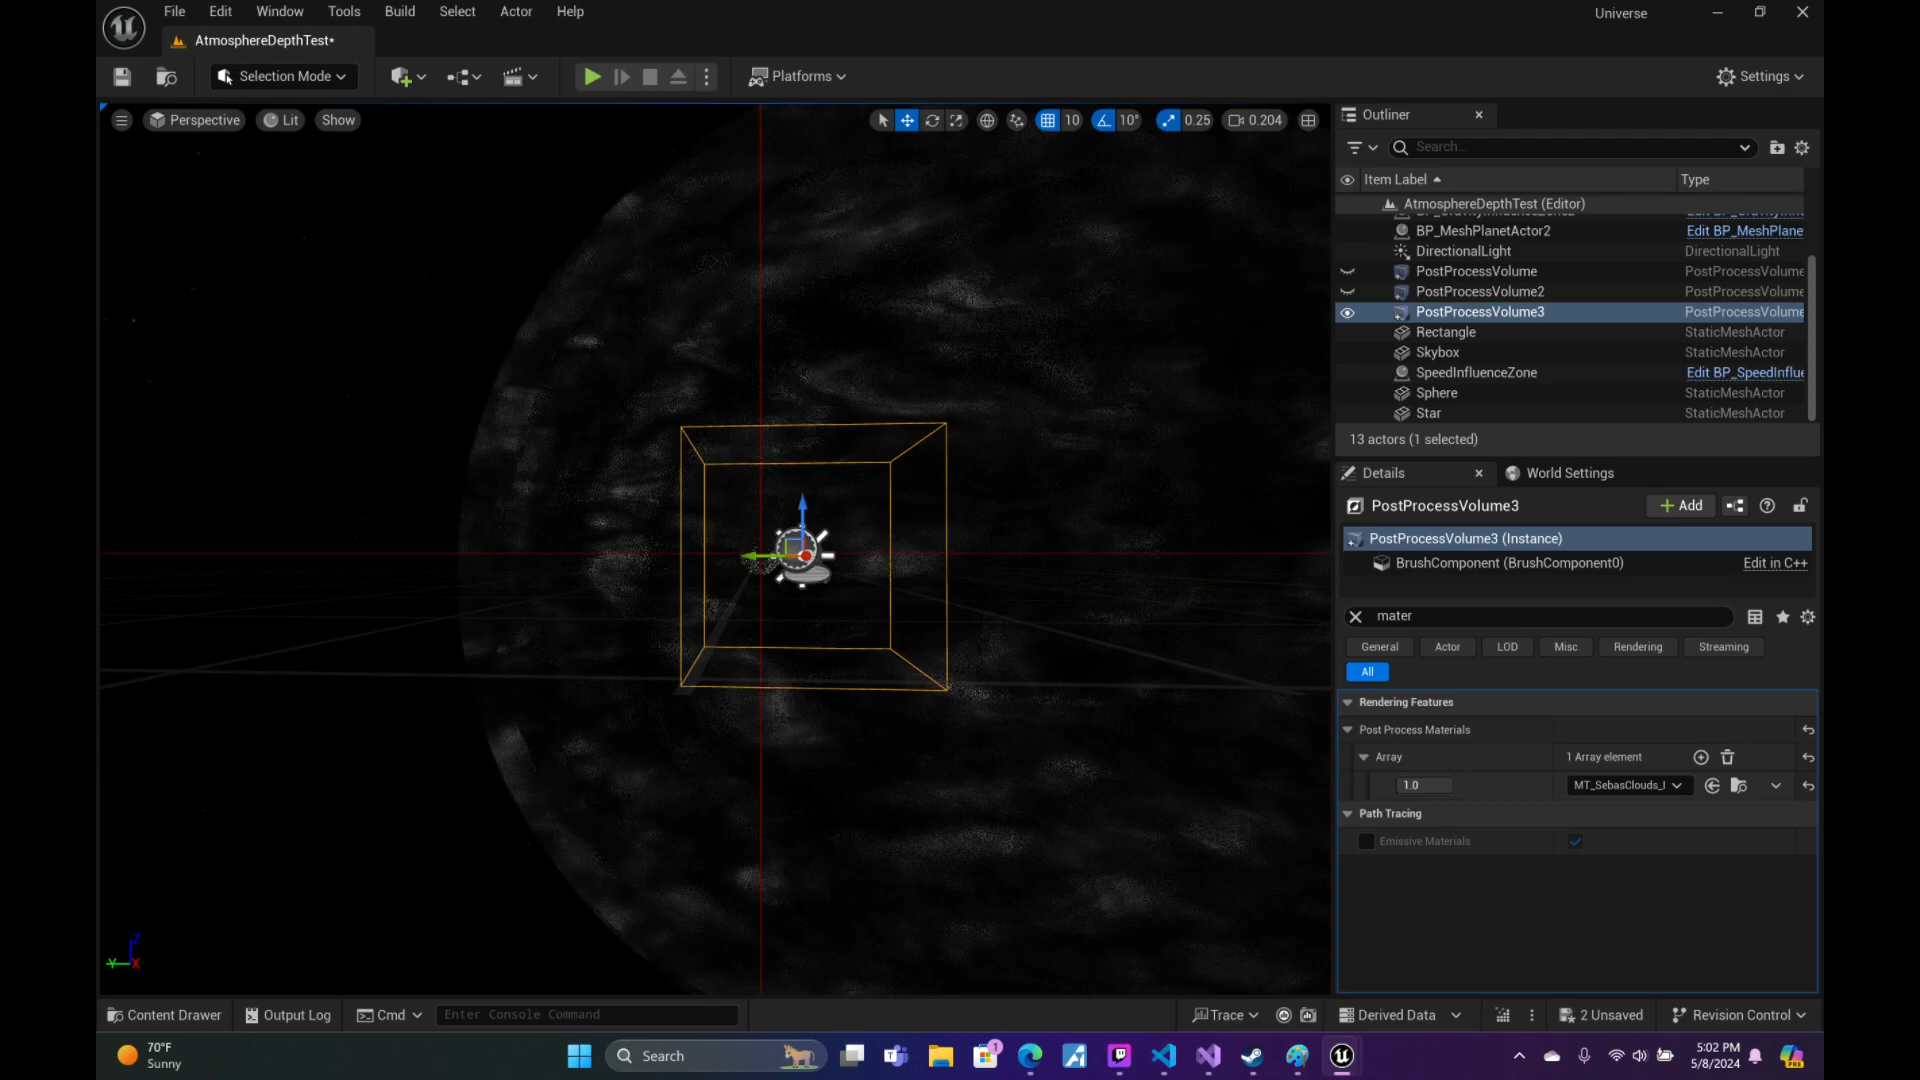 File Edit Window Tools Build Select Actor Help
Universe
AtmosphereDepthTest*
Selection Mode
Platforms
Settings
Perspective Lit Show
10 10° 0.25 0.204
Outliner
Search...
Item Label Type
AtmosphereDepthTest (Editor)
BP_MeshPlanetActor2 Edit BP_MeshPlane
DirectionalLight DirectionalLight
PostProcessVolume PostProcessVolume
PostProcessVolume2 PostProcessVolume
PostProcessVolume3 PostProcessVolume
Rectangle StaticMeshActor
Skybox StaticMeshActor
SpeedInfluenceZone Edit BP_SpeedInflue
Sphere StaticMeshActor
Star StaticMeshActor
13 actors (1 selected)
Details World Settings
PostProcessVolume3 Add
PostProcessVolume3 (Instance)
BrushComponent (BrushComponent0) Edit in C++
mater
General Actor LOD Misc Rendering Streaming
All
Rendering Features
Post Process Materials
Array 1 Array element
1.0 MT_SebasClouds_I
Path Tracing
Emissive Materials
Z
Y X
Content Drawer Output Log Cmd Enter Console Command Trace Derived Data 2 Unsaved Revision Control
70°F
Sunny
Search
1
5:02 PM
5/8/2024
PRE